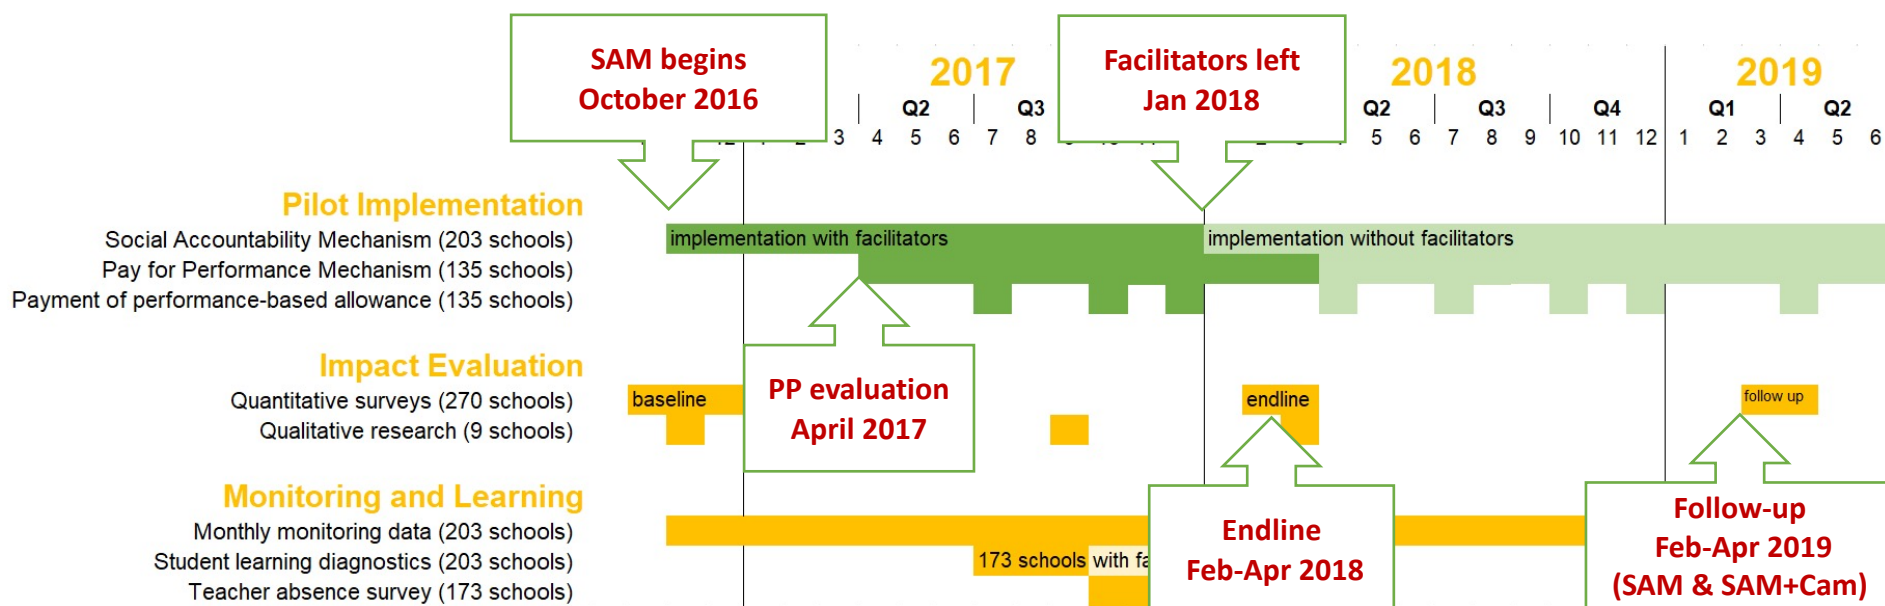 SAM begins
October 2016
Facilitators left
Jan 2018
2017
2018
2019
Q2 Q3 Q2 Q3 Q4 Q1 Q2
3 4 5 6 7 8 5 6 7 8 9 10 11 12 1 2 3 4 5 6
Pilot Implementation
Social Accountability Mechanism (203 schools)
implementation with facilitators
implementation without facilitators
Pay for Performance Mechanism (135 schools)
Payment of performance-based allowance (135 schools)
PP evaluation
April 2017
Impact Evaluation
Quantitative surveys (270 schools)
baseline
endline
follow up
Qualitative research (9 schools)
Monitoring and Learning
Monthly monitoring data (203 schools)
Student learning diagnostics (203 schools)
173 schools with fa
Teacher absence survey (173 schools)
Endline
Feb-Apr 2018
Follow-up
Feb-Apr 2019
(SAM & SAM+Cam)